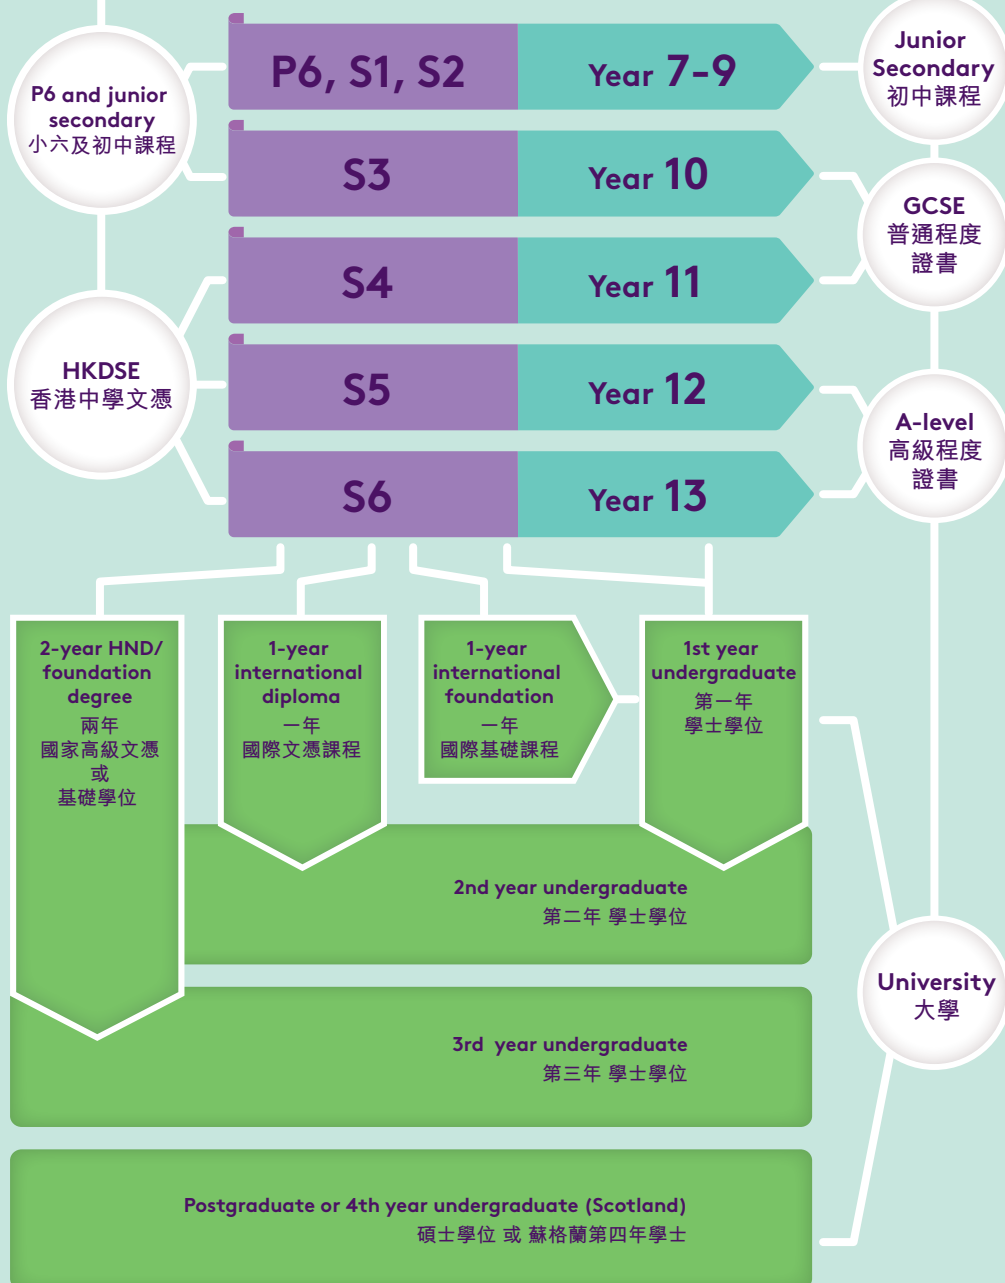 P6 and junior
secondary
小六及初中課程
P6, S1, S2
Year 7-9
Junior
Secondary
初中課程
S3
Year 10
GCSE
普通程度
證書
S4
Year 11
HKDSE
香港中學文憑
S5
Year 12
A-level
高級程度
證書
S6
Year 13
2-year HND/
foundation
degree
兩年
國家高級文憑
或
基礎學位
1-year
international
diploma
一年
國際文憑課程
1-year
international
foundation
一年
國際基礎課程
1st year
undergraduate
第一年
學士學位
2nd year undergraduate
第二年 學士學位
University
大學
3rd year undergraduate
第三年 學士學位
Postgraduate or 4th year undergraduate (Scotland)
碩士學位 或 蘇格蘭第四年學士